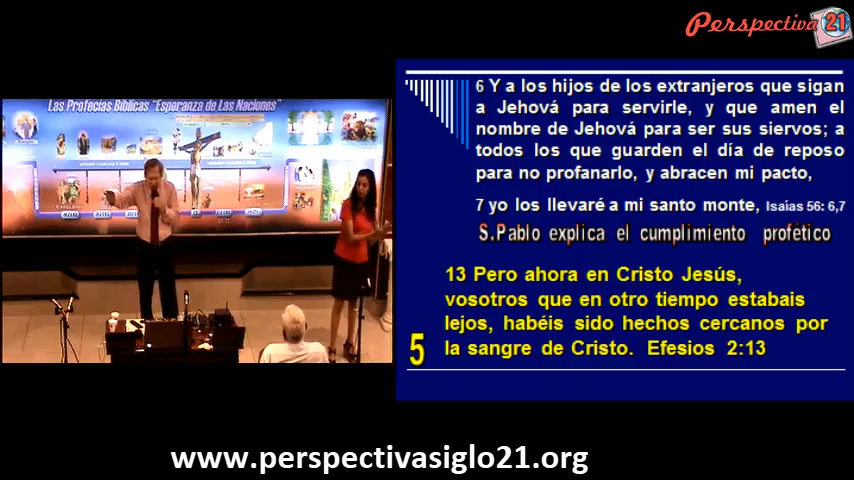 Perspectiva 21
Las Profecías Bíblicas "Esperanza de Las Naciones"
6 Y a los hijos de los extranjeros que sigan
a Jehová para servirle, y que amen el
nombre de Jehová para ser sus siervos; a
todos los que guarden el día de reposo
para no profanarlo, y abracen mi pacto,
7 yo los llevaré a mi santo monte, Isaías 56: 6,7
S.Pablo explica el cumplimiento profético
13 Pero ahora en Cristo Jesús,
vosotros que en otro tiempo estabais
lejos, habéis sido hechos cercanos por
la sangre de Cristo. Efesios 2:13
5
www.perspectivasiglo21.org